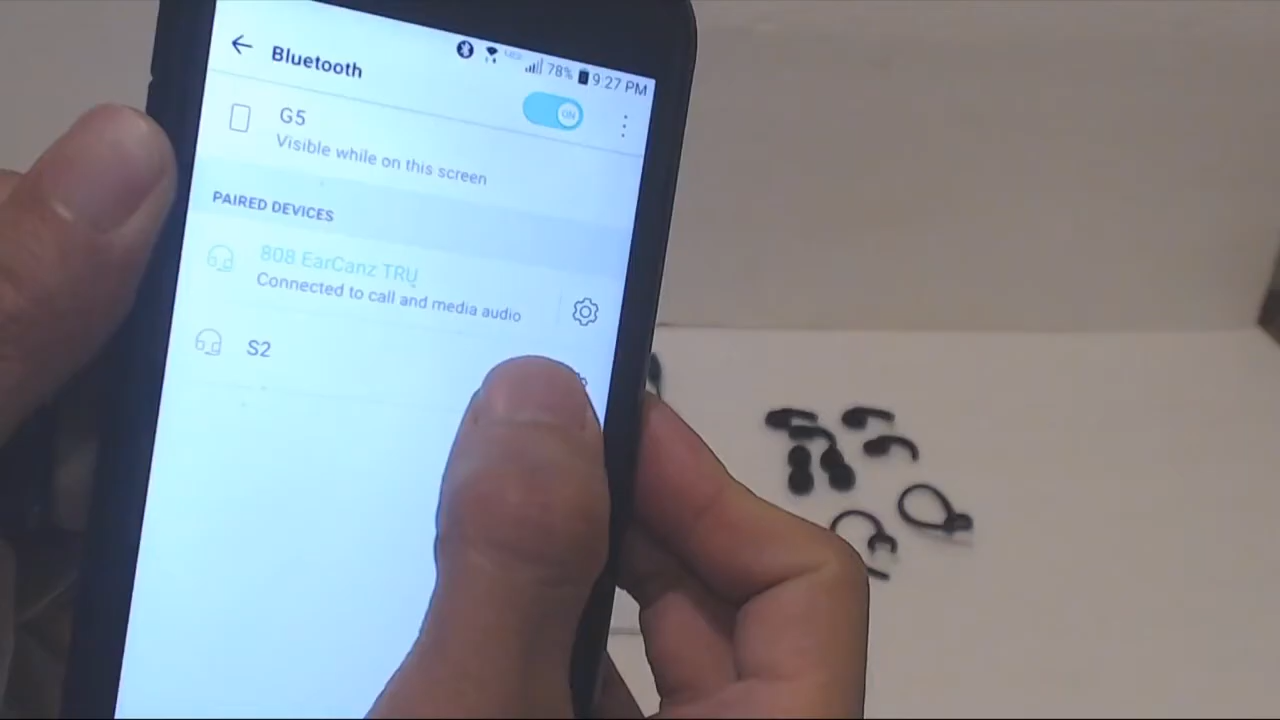 Bluetooth
78% 9:27 PM
ON
G5
Visible while on this screen
PAIRED DEVICES
808 EarCanz TRU
Connected to call and media audio
S2